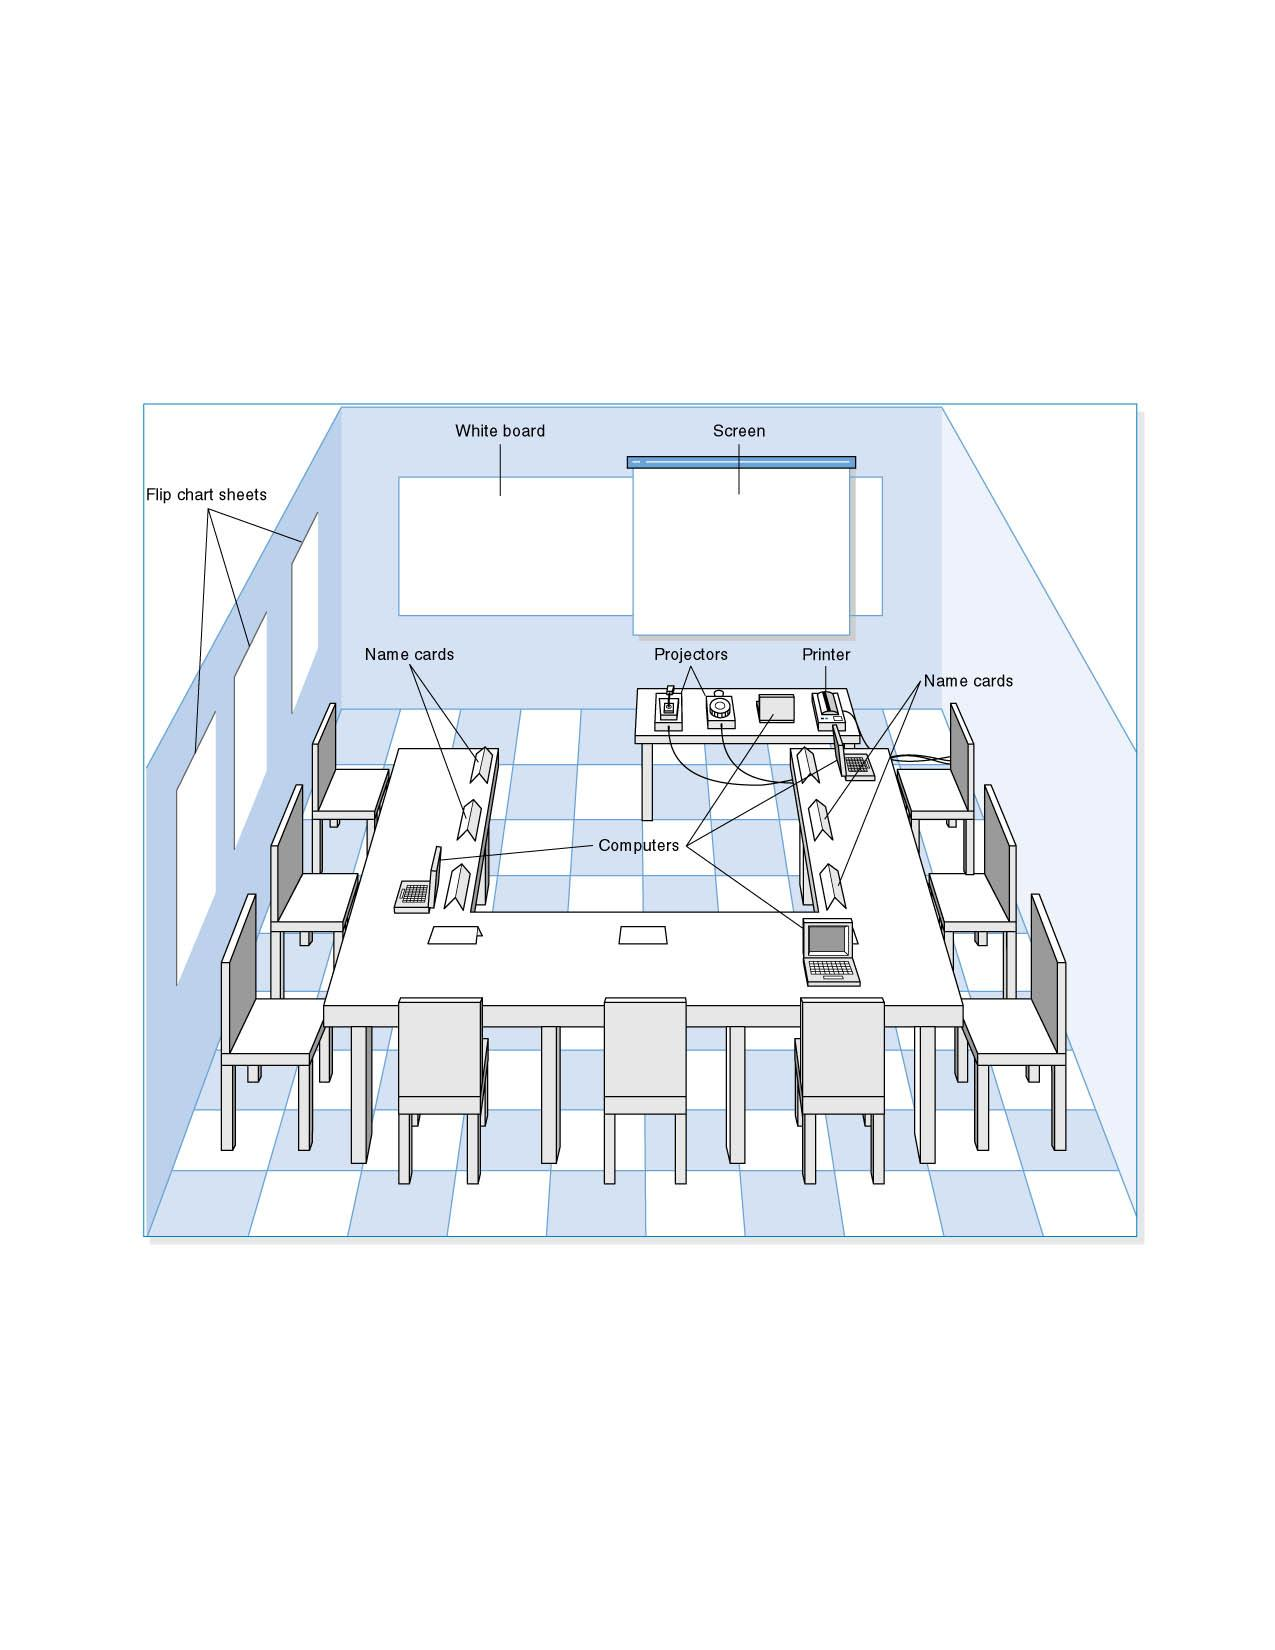 White board
Screen
Flip chart sheets
Name cards
Projectors
Printer
Name cards
Computers